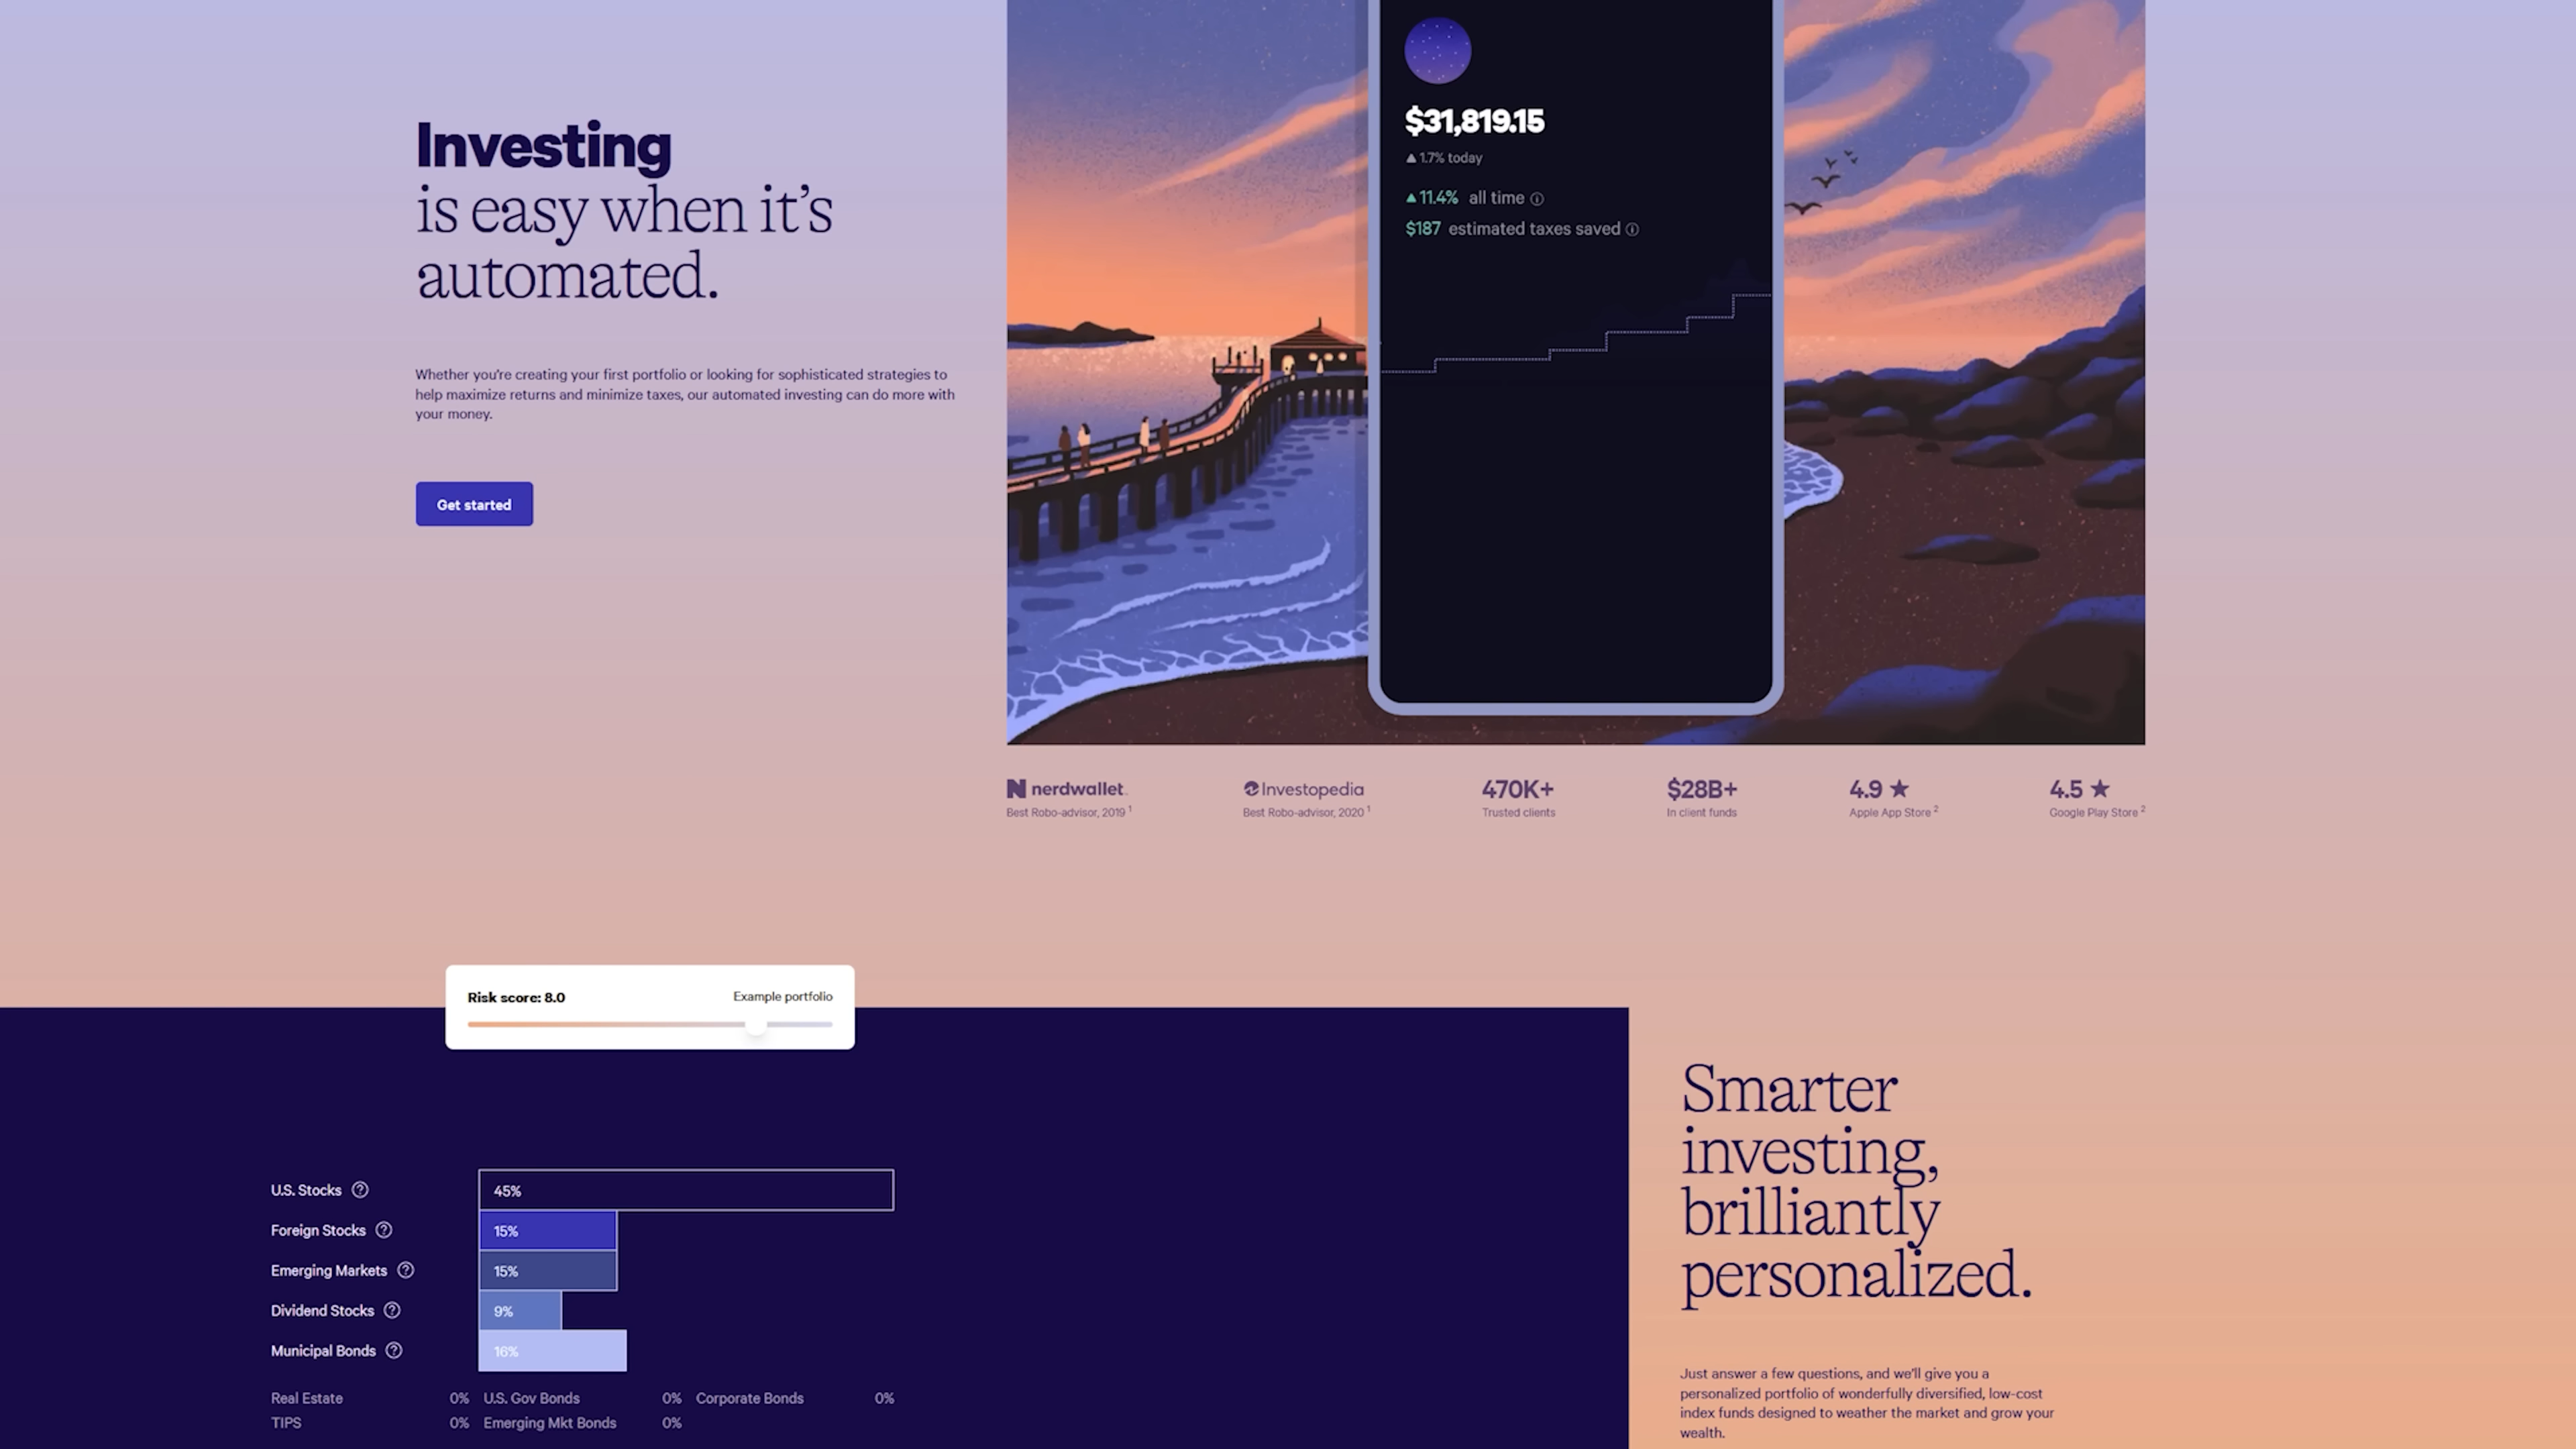 Investing
is easy when it's
automated.
Whether you're creating your first portfolio or looking for sophisticated strategies to
help maximize returns and minimize taxes, our automated investing can do more with
your money.
Get started
$31,819.15
▲ 1.7% today
▲ 11.4% all time
$187 estimated taxes saved
nerdwallet.
Best Robo-advisor, 2019 1
Investopedia
Best Robo-advisor, 2020 1
470K+
Trusted clients
$28B+
In client funds
4.9 ★
Apple App Store 2
4.5 ★
Google Play Store 2
Risk score: 8.0 Example portfolio
U.S. Stocks ? 45%
Foreign Stocks ? 15%
Emerging Markets ? 15%
Dividend Stocks ? 9%
Municipal Bonds ? 16%
Real Estate 0% U.S. Gov Bonds 0% Corporate Bonds 0%
TIPS 0% Emerging Mkt Bonds 0%
Smarter
investing,
brilliantly
personalized.
Just answer a few questions, and we'll give you a
personalized portfolio of wonderfully diversified, low-cost
index funds designed to weather the market and grow your
wealth.